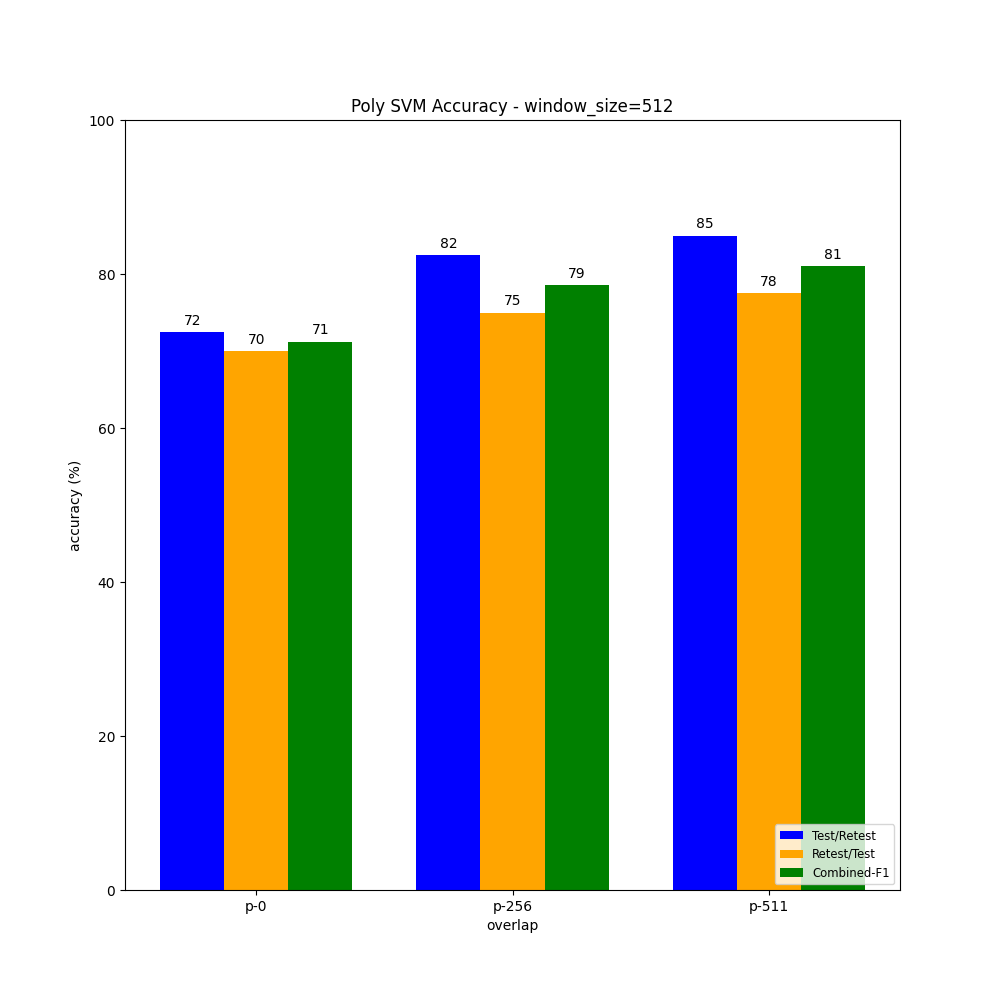 Poly SVM Accuracy - window_size=512
100
80
60
40
20
0
accuracy (%)
72
70
71
82
75
79
85
78
81
p-0
p-256
p-511
overlap
Test/Retest
Retest/Test
Combined-F1